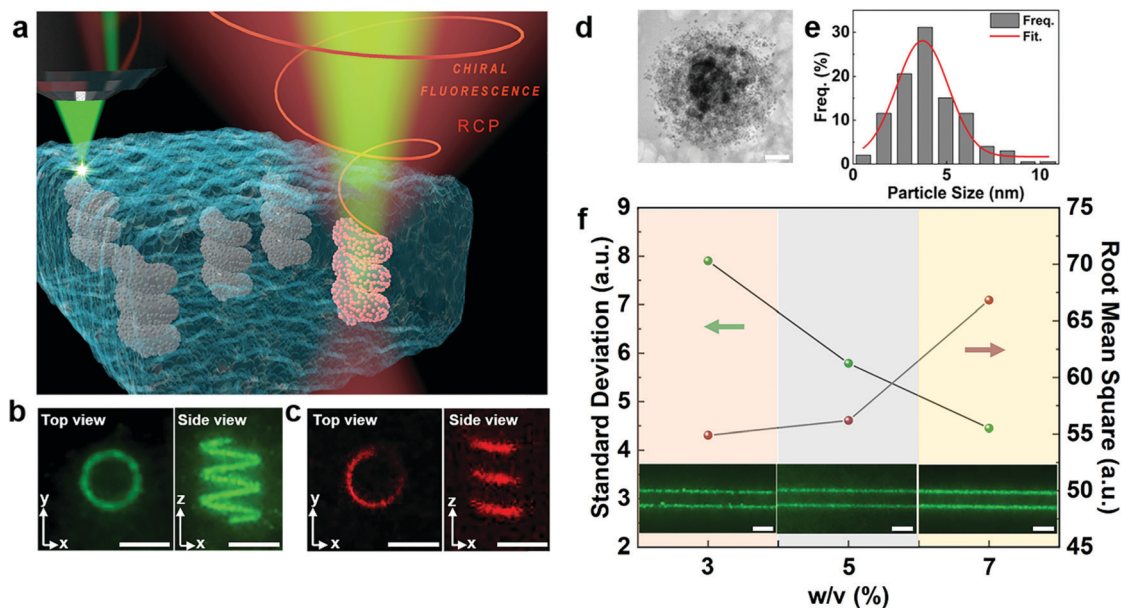 a
CHIRAL
FLUORESCENCE
RCP
b
Top view
y
x
Side view
z
x
c
Top view
y
x
Side view
z
x
d
e
Freq. (%)
30
20
10
0
Freq.
Fit.
0
5
10
Particle Size (nm)
f
Standard Deviation (a.u.)
9
8
7
6
5
4
3
2
75
70
65
60
55
50
45
Root Mean Square (a.u.)
3
5
7
w/v (%)